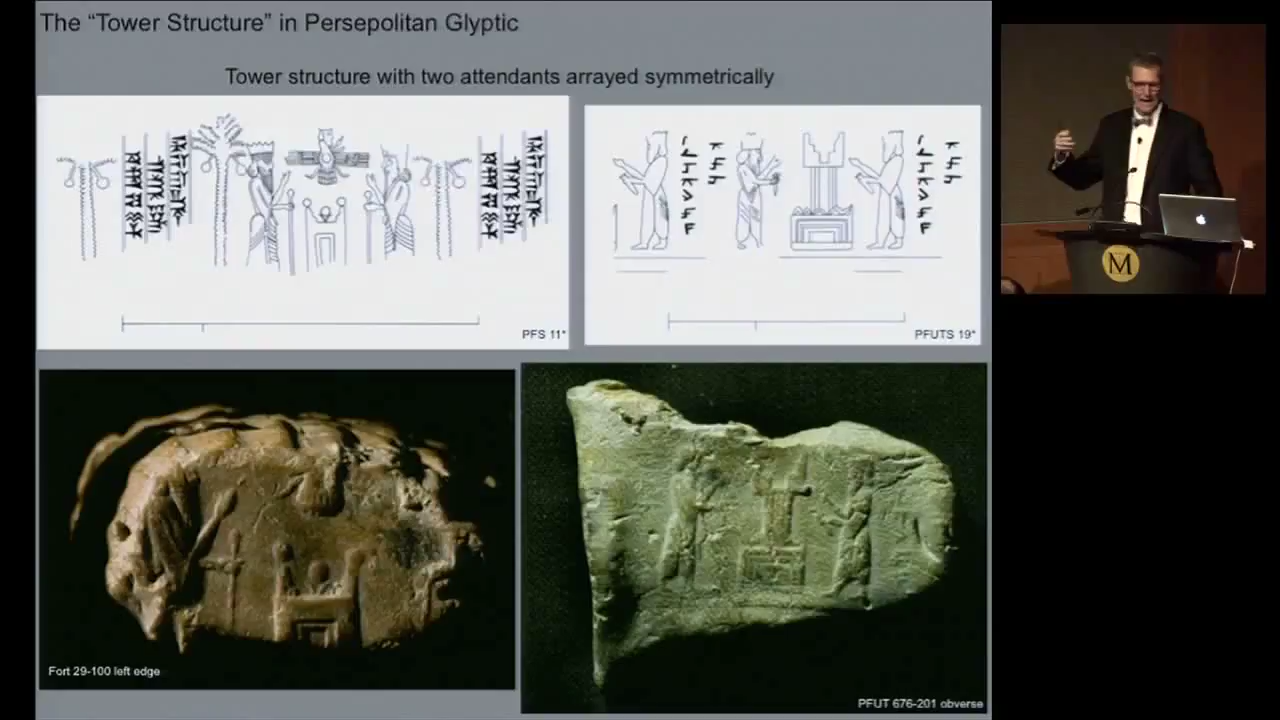 The “Tower Structure” in Persepolitan Glyptic
Tower structure with two attendants arrayed symmetrically
PFS 11*
PFUTS 19*
Fort 29-100 left edge
PFUT 676-201 obverse
M